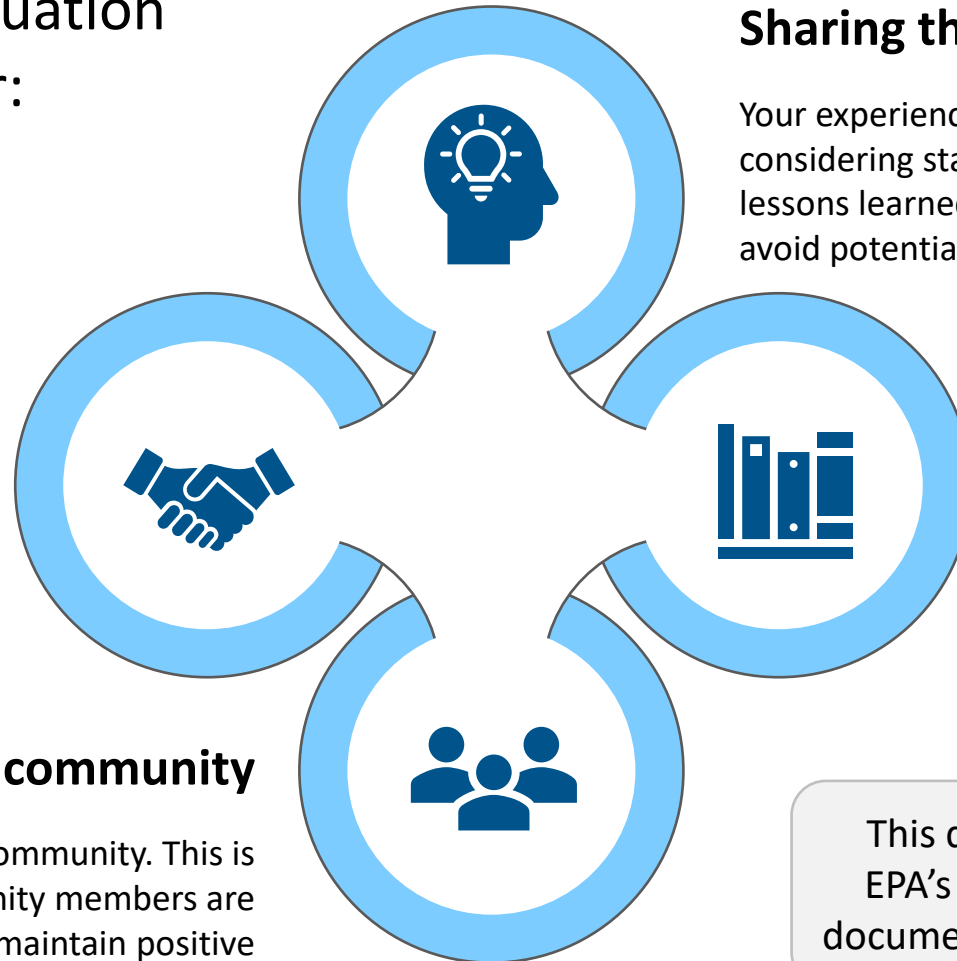 uation
r:
Sharing th
Your experienc
considering sta
lessons learned
avoid potentia
community
ommunity. This is
nity members are
maintain positive
This d
EPA's
docume